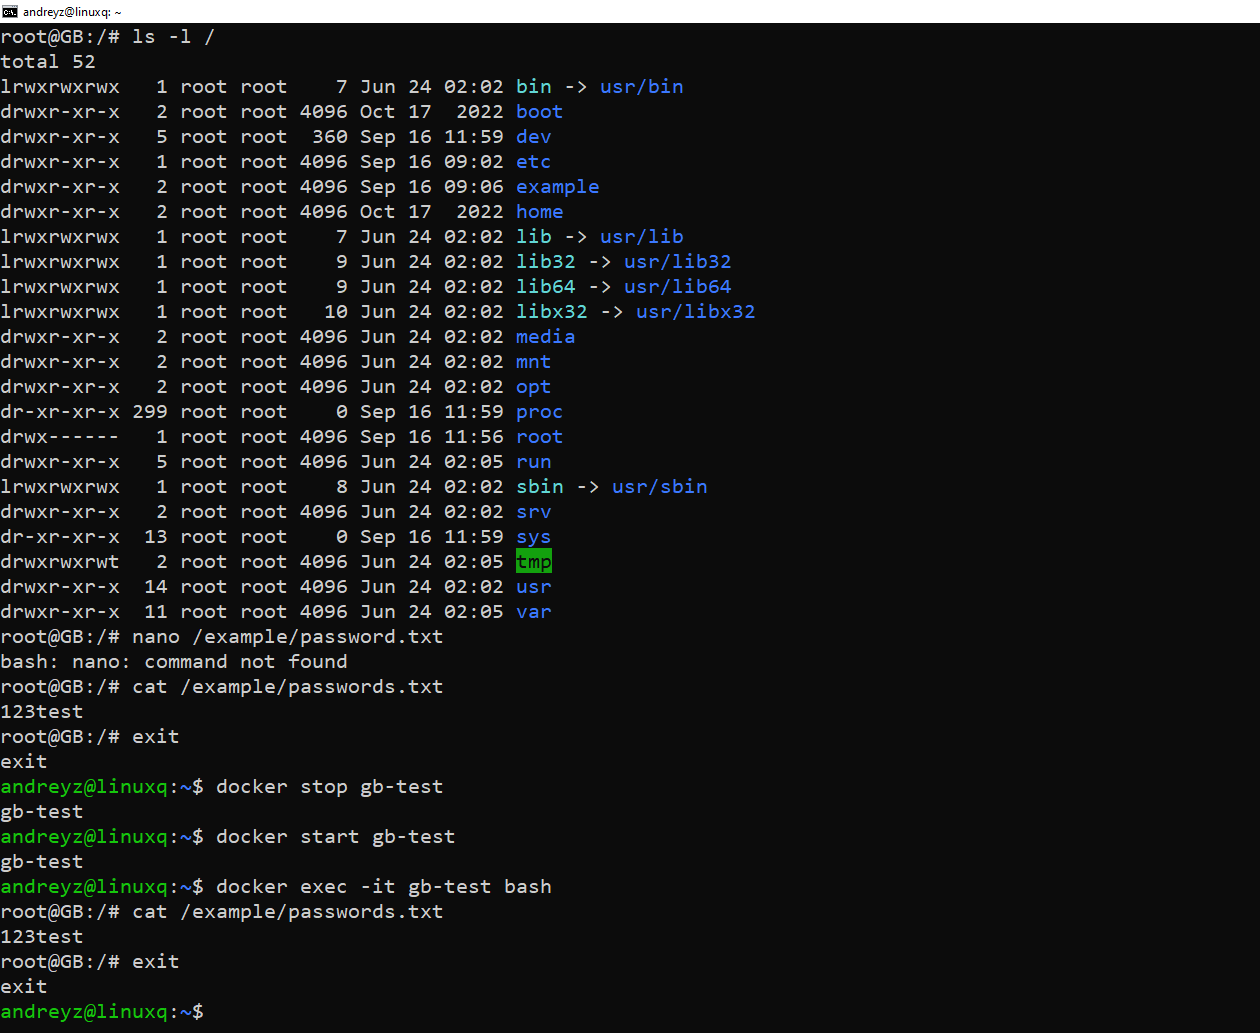 andreyz@linuxq: ~
root@GB:/# ls -l /
total 52
lrwxrwxrwx   1 root root    7 Jun 24 02:02 bin -> usr/bin
drwxr-xr-x   2 root root 4096 Oct 17  2022 boot
drwxr-xr-x   5 root root  360 Sep 16 11:59 dev
drwxr-xr-x   1 root root 4096 Sep 16 09:02 etc
drwxr-xr-x   2 root root 4096 Sep 16 09:06 example
drwxr-xr-x   2 root root 4096 Oct 17  2022 home
lrwxrwxrwx   1 root root    7 Jun 24 02:02 lib -> usr/lib
lrwxrwxrwx   1 root root    9 Jun 24 02:02 lib32 -> usr/lib32
lrwxrwxrwx   1 root root    9 Jun 24 02:02 lib64 -> usr/lib64
lrwxrwxrwx   1 root root   10 Jun 24 02:02 libx32 -> usr/libx32
drwxr-xr-x   2 root root 4096 Jun 24 02:02 media
drwxr-xr-x   2 root root 4096 Jun 24 02:02 mnt
drwxr-xr-x   2 root root 4096 Jun 24 02:02 opt
dr-xr-xr-x 299 root root    0 Sep 16 11:59 proc
drwx------   1 root root 4096 Sep 16 11:56 root
drwxr-xr-x   5 root root 4096 Jun 24 02:05 run
lrwxrwxrwx   1 root root    8 Jun 24 02:02 sbin -> usr/sbin
drwxr-xr-x   2 root root 4096 Jun 24 02:02 srv
dr-xr-xr-x  13 root root    0 Sep 16 11:59 sys
drwxrwxrwt   2 root root 4096 Jun 24 02:05 tmp
drwxr-xr-x  14 root root 4096 Jun 24 02:02 usr
drwxr-xr-x  11 root root 4096 Jun 24 02:05 var
root@GB:/# nano /example/password.txt
bash: nano: command not found
root@GB:/# cat /example/passwords.txt
123test
root@GB:/# exit
exit
andreyz@linuxq:~$ docker stop gb-test
gb-test
andreyz@linuxq:~$ docker start gb-test
gb-test
andreyz@linuxq:~$ docker exec -it gb-test bash
root@GB:/# cat /example/passwords.txt
123test
root@GB:/# exit
exit
andreyz@linuxq:~$